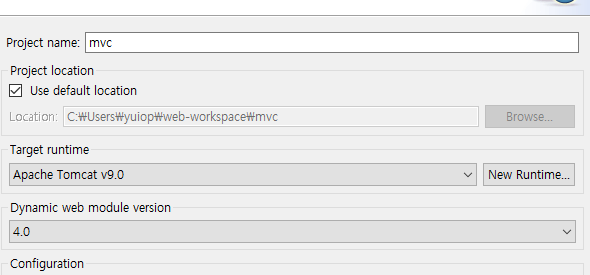 Project name: mvc
Project location
Use default location
Location: C:₩Users₩yuiop₩web-workspace₩mvc Browse...
Target runtime
Apache Tomcat v9.0 New Runtime...
Dynamic web module version
4.0
Configuration